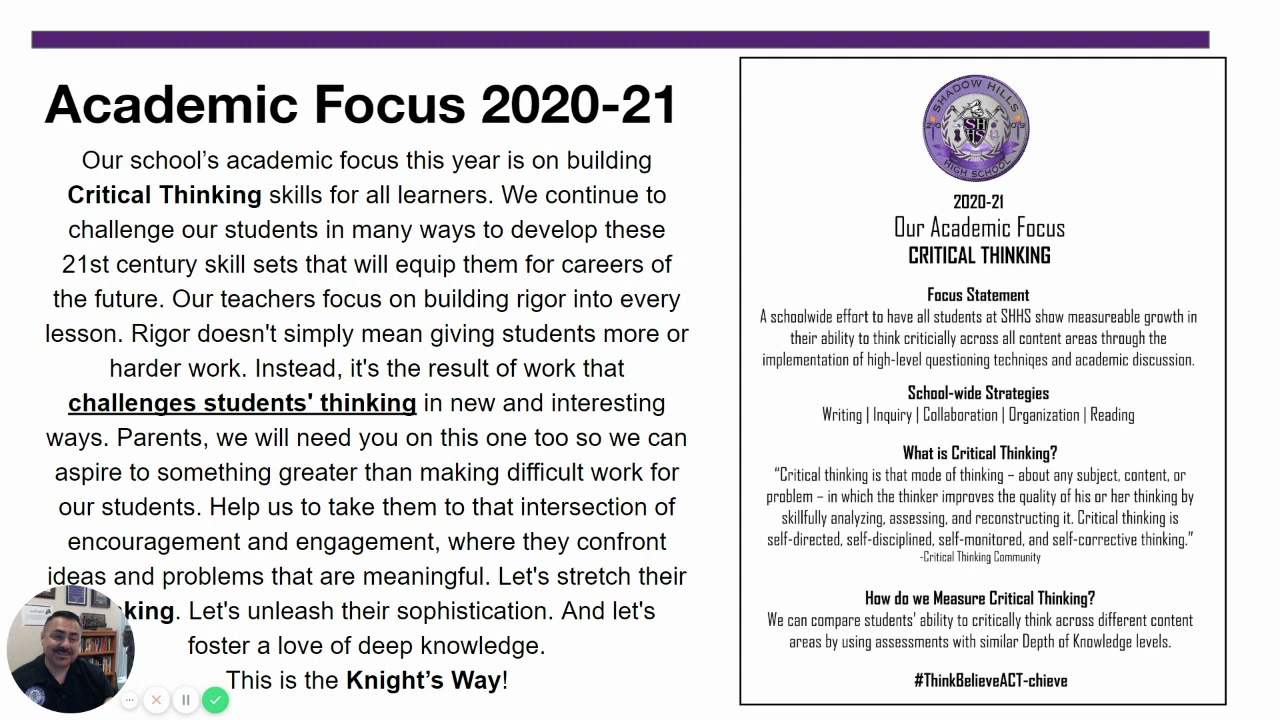 Academic Focus 2020-21
Our school's academic focus this year is on building
Critical Thinking skills for all learners. We continue to
challenge our students in many ways to develop these
21st century skill sets that will equip them for careers of
the future. Our teachers focus on building rigor into every
lesson. Rigor doesn't simply mean giving students more or
harder work. Instead, it's the result of work that
challenges students' thinking in new and interesting
ways. Parents, we will need you on this one too so we can
aspire to something greater than making difficult work for
our students. Help us to take them to that intersection of
encouragement and engagement, where they confront
ideas and problems that are meaningful. Let's stretch their
king. Let's unleash their sophistication. And let's
foster a love of deep knowledge.
This is the Knight's Way!
SHADOW HILLS
2009
SH
HS
HIGH SCHOOL
2020-21
Our Academic Focus
CRITICAL THINKING
Focus Statement
A schoolwide effort to have all students at SHHS show measureable growth in
their ability to think criticially across all content areas through the
implementation of high-level questioning techniqes and academic discussion.
School-wide Strategies
Writing | Inquiry | Collaboration | Organization | Reading
What is Critical Thinking?
“Critical thinking is that mode of thinking – about any subject, content, or
problem – in which the thinker improves the quality of his or her thinking by
skillfully analyzing, assessing, and reconstructing it. Critical thinking is
self-directed, self-disciplined, self-monitored, and self-corrective thinking.”
-Critical Thinking Community
How do we Measure Critical Thinking?
We can compare students’ ability to critically think across different content
areas by using assessments with similar Depth of Knowledge levels.
#ThinkBelieveACT-chieve